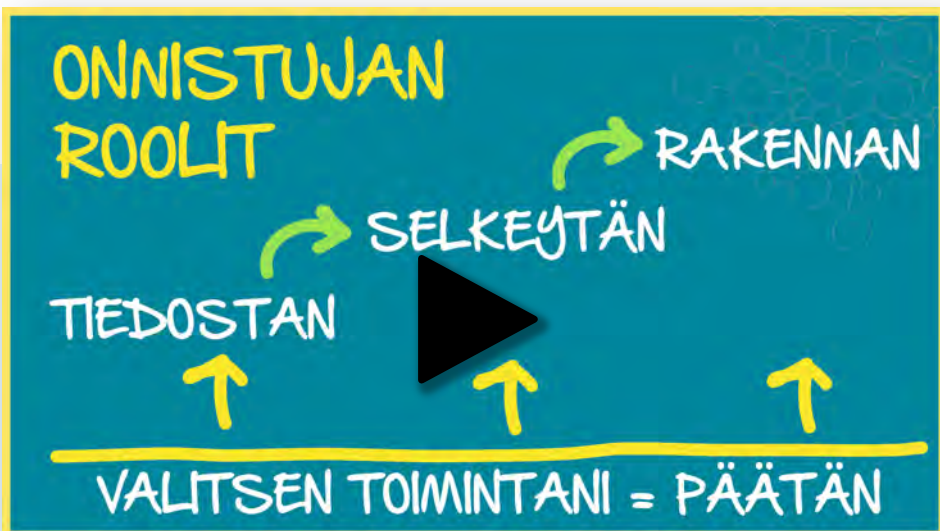 ONNISTUJAN
ROOLIT
RAKENNAN
SELKEYTÄN
TIEDOSTAN
VALITSEN TOIMINTANI = PÄÄTÄN